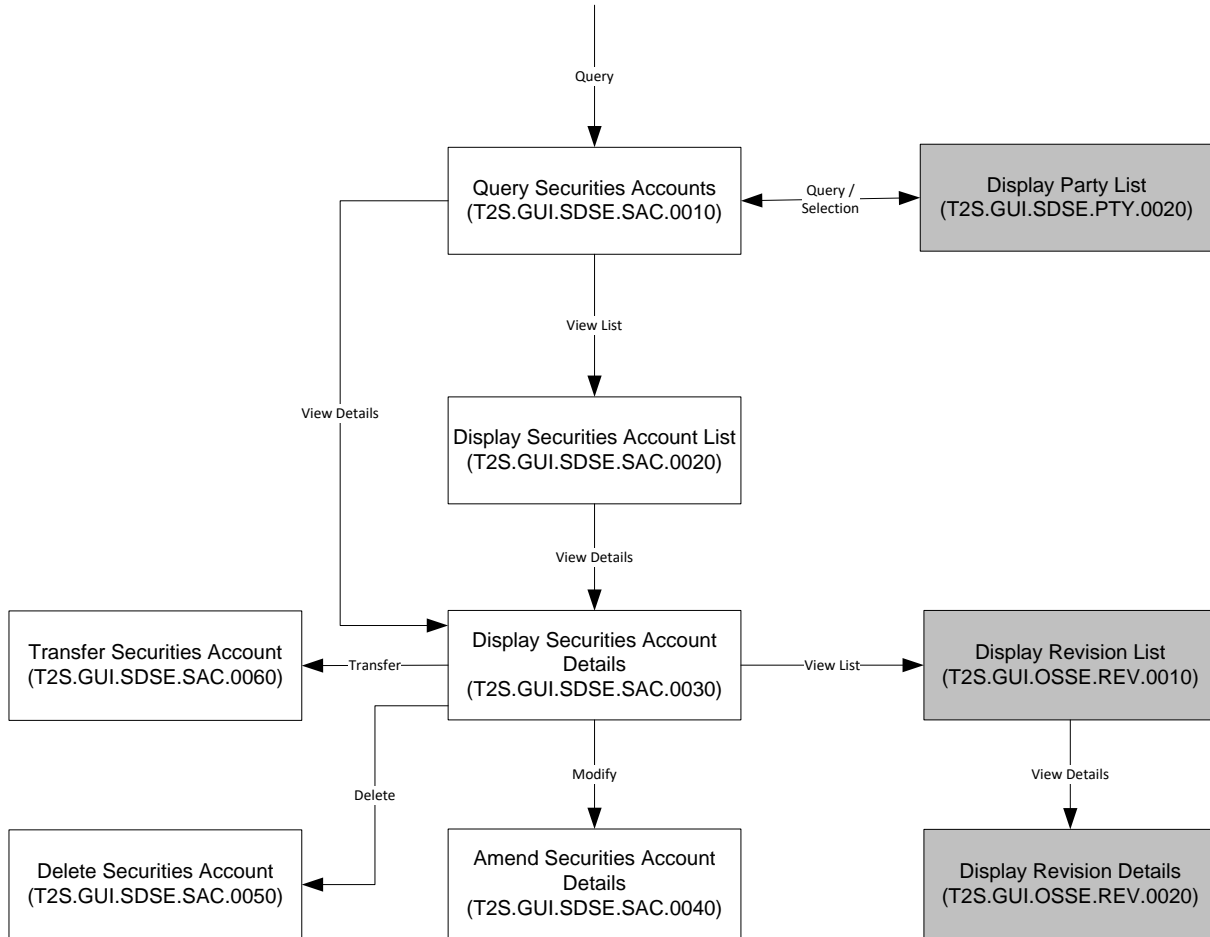 Query
Query Securities Accounts
(T2S.GUI.SDSE.SAC.0010)
Query /
Selection
Display Party List
(T2S.GUI.SDSE.PTY.0020)
View List
View Details
Display Securities Account List
(T2S.GUI.SDSE.SAC.0020)
View Details
Transfer Securities Account
(T2S.GUI.SDSE.SAC.0060)
Transfer
Display Securities Account
Details
(T2S.GUI.SDSE.SAC.0030)
View List
Display Revision List
(T2S.GUI.OSSE.REV.0010)
Delete
Modify
View Details
Delete Securities Account
(T2S.GUI.SDSE.SAC.0050)
Amend Securities Account
Details
(T2S.GUI.SDSE.SAC.0040)
Display Revision Details
(T2S.GUI.OSSE.REV.0020)